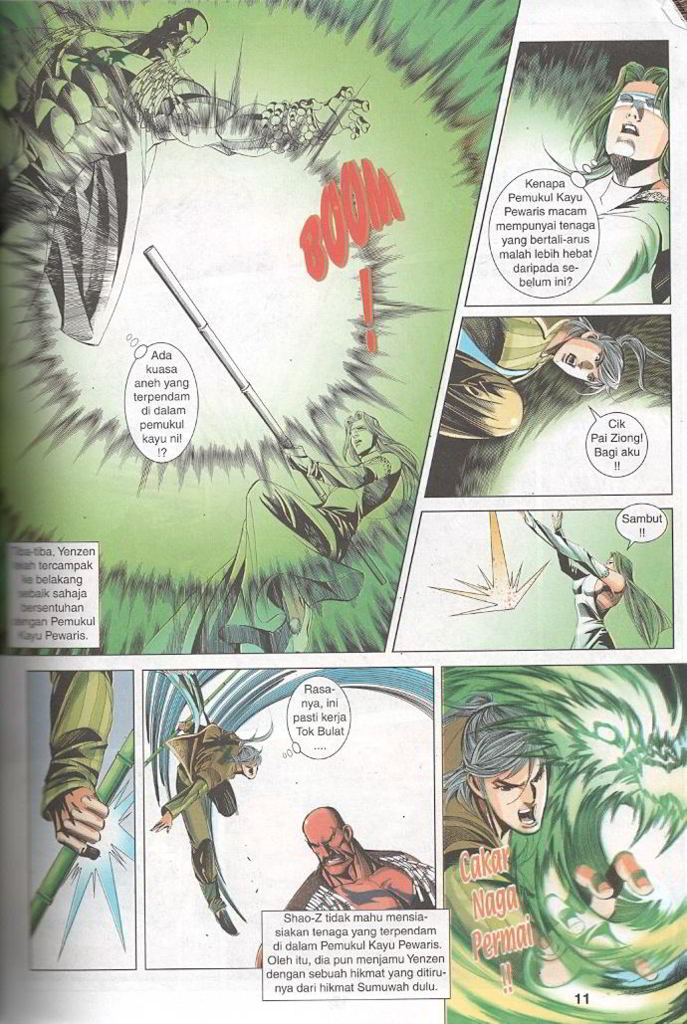 BOOM
!
Ada
kuasa
aneh yang
terpendam
di dalam
pemukul
kayu ni!
!?
Tiba-tiba, Yenzen
telah tercampak
ke belakang
sebaik sahaja
bersentuhan
dengan Pemukul
Kayu Pewaris.
Kenapa
Pemukul Kayu
Pewaris macam
mempunyai tenaga
yang bertali-arus
malah lebih hebat
daripada se-
belum ini?
Cik
Pai Ziong!
Bagi aku
!!
Sambut
!!
Rasa-
nya, ini
pasti kerja
Tok Bulat
....
Shao-Z tidak mahu mensia-
siakan tenaga yang terpendam
di dalam Pemukul Kayu Pewaris.
Oleh itu, dia pun menjamu Yenzen
dengan sebuah hikmat yang ditiru-
nya dari hikmat Sumuwah dulu.
Cakar
Naga
Permai
!!
11